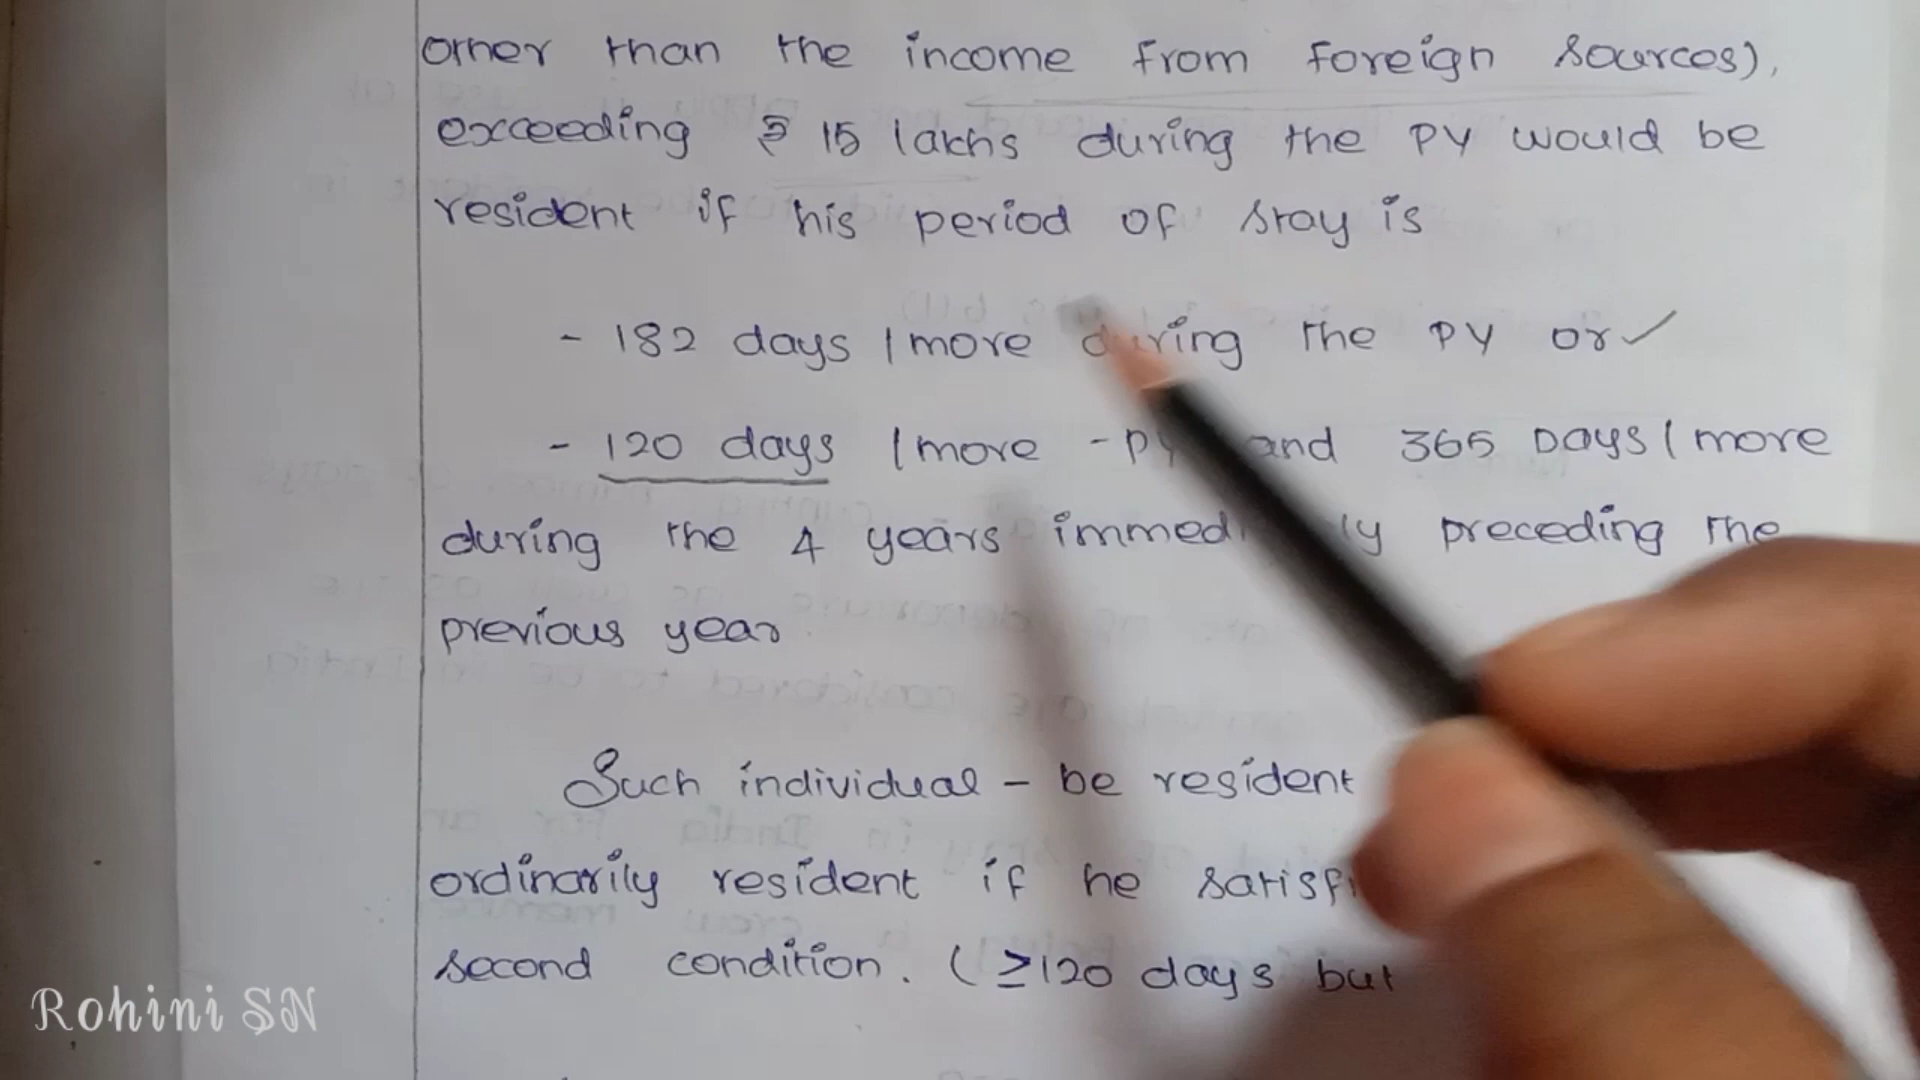 other than the income from foreign sources),
exceeding ₹ 15 lakhs during the PY would be
resident if his period of stay is
- 182 days / more during the PY or ✓
- 120 days / more - PY and 365 Days / more
during the 4 years immed ly preceding the
previous year
Such individual - be resident
ordinarily resident if he
second condition. (≥120 days but
Rohini SN